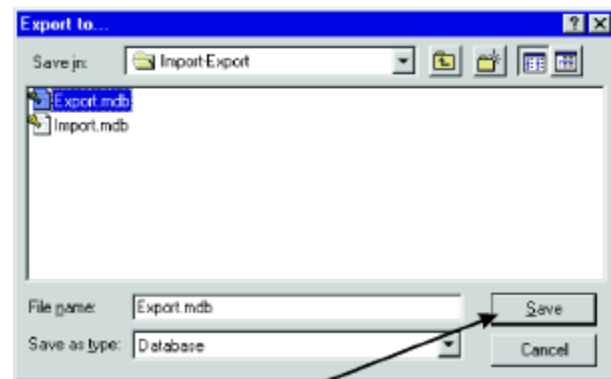 Export to...
Save in: Import-Export
Export.mdb
Import.mdb
File name: Export.mdb
Save
Save as type: Database
Cancel